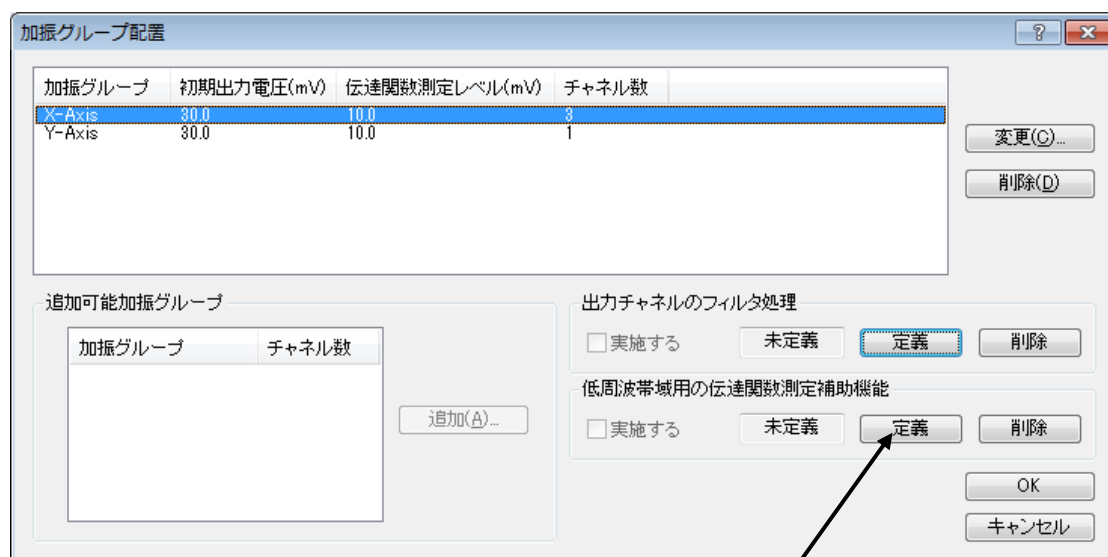 加振グループ配置
加振グループ 初期出力電圧(mV) 伝達関数測定レベル(mV) チャネル数
X-Axis 30.0 10.0 3
Y-Axis 30.0 10.0 1
変更(C)...
削除(D)
追加可能加振グループ
加振グループ チャネル数
追加(A)...
出力チャネルのフィルタ処理
実施する 未定義 定義 削除
低周波帯域用の伝達関数測定補助機能
実施する 未定義 定義 削除
OK
キャンセル